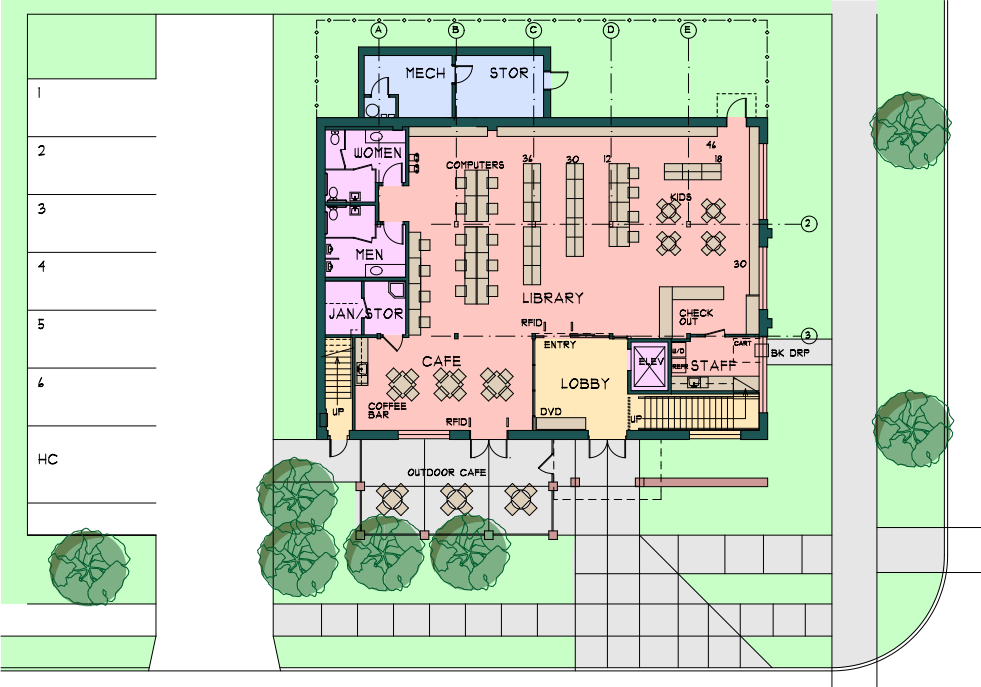 A
B
C
D
E
MECH
STOR
1
2
3
4
5
6
HC
WOMEN
COMPUTERS
36
30
12
46
18
KIDS
2
MEN
30
LIBRARY
JAN/STOR
RFID
CHECK
OUT
3
ENTRY
CART
BK DRP
CAFE
ELEV
W/D
REFR
STAFF
LOBBY
COFFEE
BAR
UP
RFID
DVD
UP
OUTDOOR CAFE